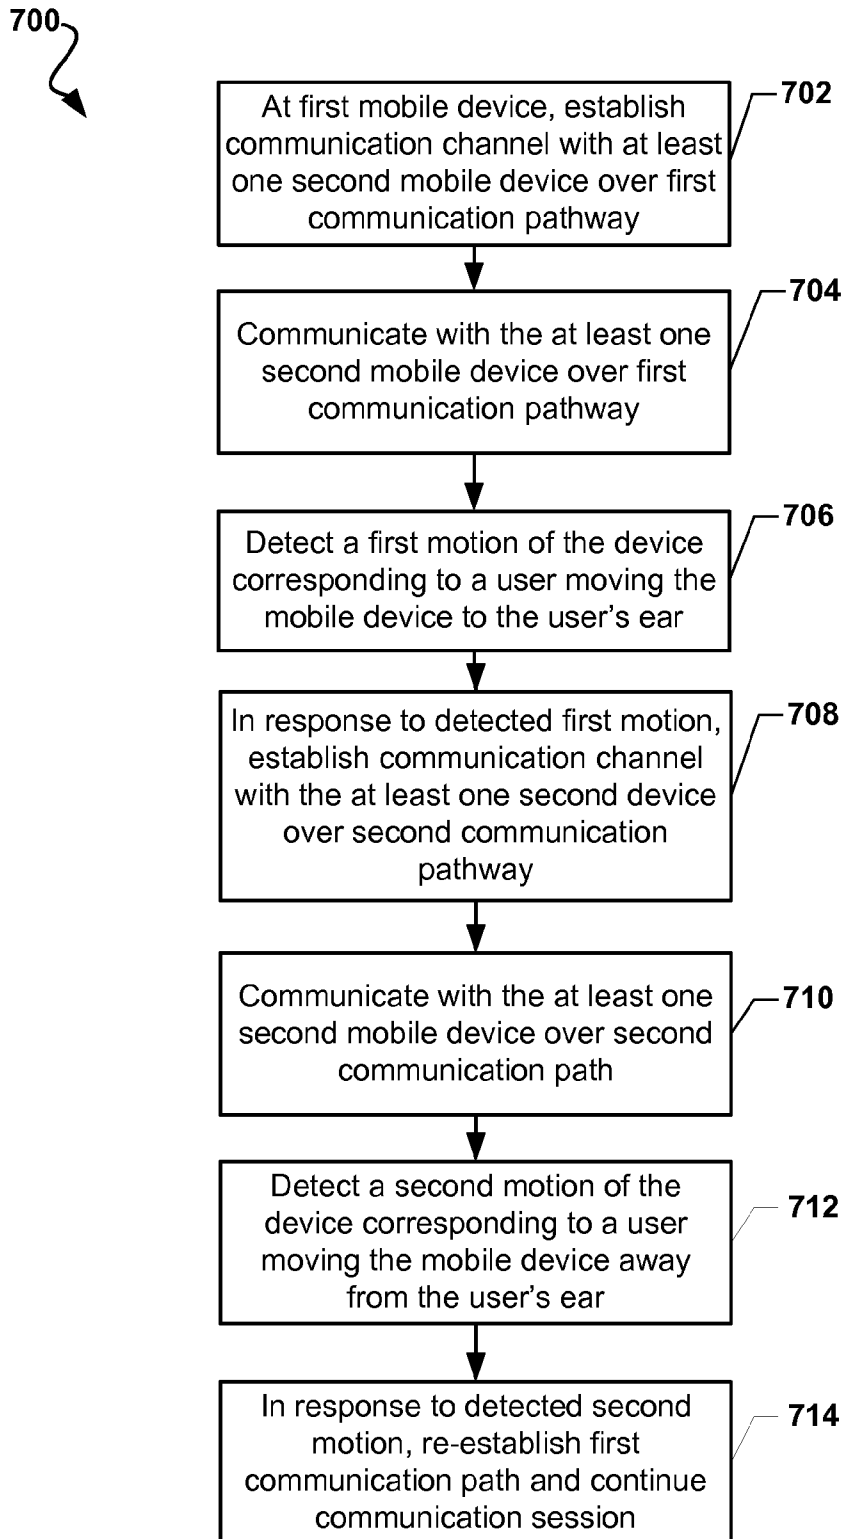 700
702
At first mobile device, establish
communication channel with at least
one second mobile device over first
communication pathway
704
Communicate with the at least one
second mobile device over first
communication pathway
706
Detect a first motion of the device
corresponding to a user moving the
mobile device to the user's ear
708
In response to detected first motion,
establish communication channel
with the at least one second device
over second communication
pathway
710
Communicate with the at least one
second mobile device over second
communication path
712
Detect a second motion of the
device corresponding to a user
moving the mobile device away
from the user's ear
714
In response to detected second
motion, re-establish first
communication path and continue
communication session